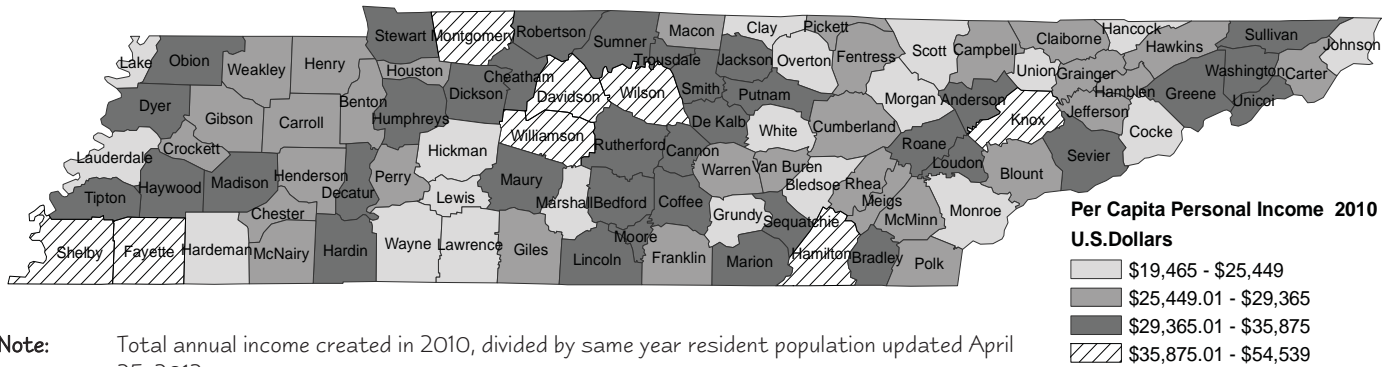 Stewart Montgomery Robertson Sumner Macon Clay Pickett Scott Campbell Claiborne Hancock Hawkins Sullivan Johnson
Lake Obion Weakley Henry Houston Cheatham Trousdale Jackson Overton Fentress Union Grainger Washington Carter
Dyer Gibson Carroll Benton Humphreys Dickson Davidson Wilson Smith Putnam Morgan Anderson Knox Hamblen Jefferson Greene Unicoi
Lauderdale Crockett Hickman Williamson Rutherford Cannon De Kalb White Cumberland Roane Loudon Sevier Cocke
Tipton Haywood Madison Henderson Decatur Perry Lewis Maury Warren Van Buren Bledsoe Rhea Meigs Blount
Chester Marshall Bedford Coffee Grundy Sequatchie McMinn Monroe
Shelby Fayette Hardeman McNairy Hardin Wayne Lawrence Giles Lincoln Moore Franklin Marion Hamilton Bradley Polk
Per Capita Personal Income 2010
U.S.Dollars
$19,465 - $25,449
$25,449.01 - $29,365
$29,365.01 - $35,875
$35,875.01 - $54,539
Note: Total annual income created in 2010, divided by same year resident population updated April